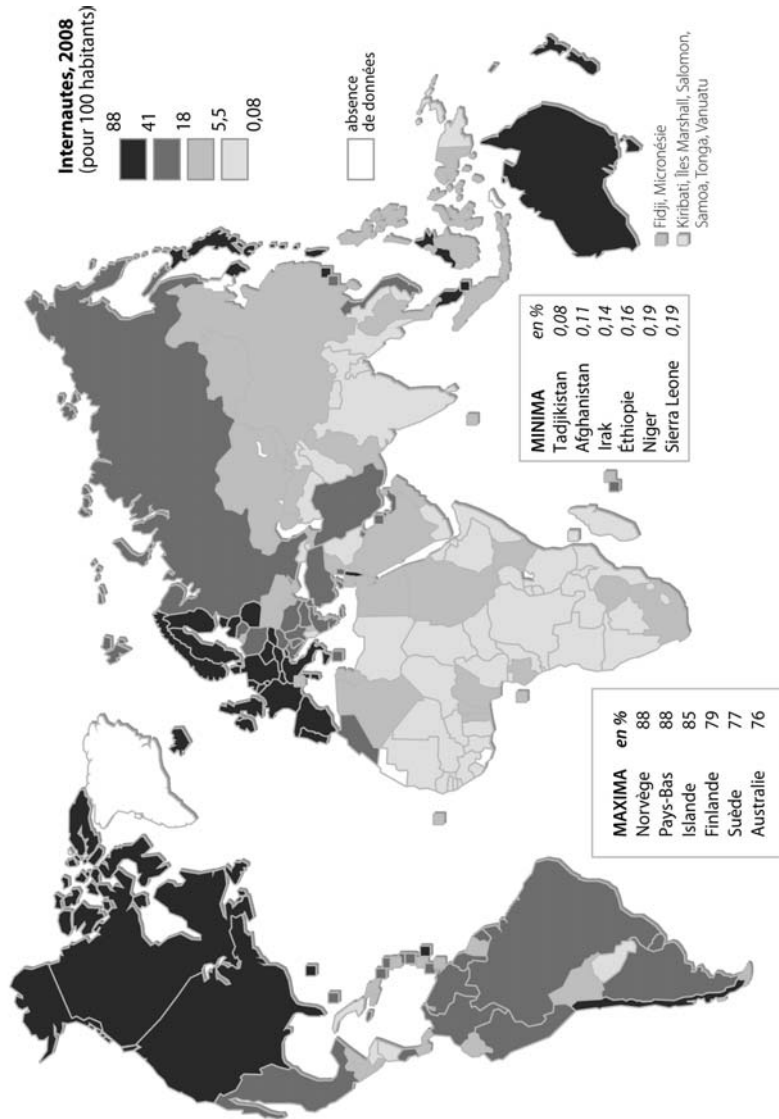 Internautes, 2008
(pour 100 habitants)
88
41
18
5,5
0,08
absence
de données
Fidji, Micronésie
Kiribati, Îles Marshall, Salomon,
Samoa, Tonga, Vanuatu
MINIMA en %
Tadjikistan 0,08
Afghanistan 0,11
Irak 0,14
Éthiopie 0,16
Niger 0,19
Sierra Leone 0,19
MAXIMA en %
Norvège 88
Pays-Bas 88
Islande 85
Finlande 79
Suède 77
Australie 76